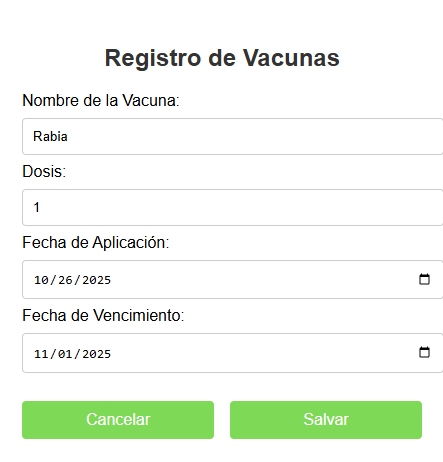 Registro de Vacunas
Nombre de la Vacuna:
Rabia
Dosis:
1
Fecha de Aplicación:
10/26/2025
Fecha de Vencimiento:
11/01/2025
Cancelar Salvar